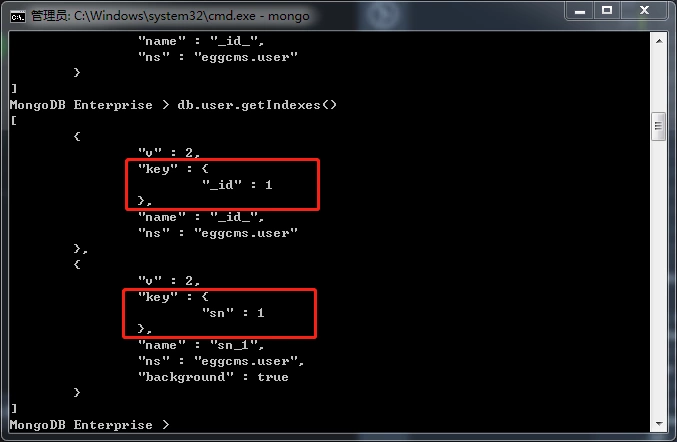 管理员: C:\Windows\system32\cmd.exe - mongo
"name" : "_id_",
"ns" : "eggcms.user"
}
]
MongoDB Enterprise > db.user.getIndexes()
[
{
"v" : 2,
"key" : {
"_id" : 1
},
"name" : "_id_",
"ns" : "eggcms.user"
},
{
"v" : 2,
"key" : {
"sn" : 1
},
"name" : "sn_1",
"ns" : "eggcms.user",
"background" : true
}
]
MongoDB Enterprise >